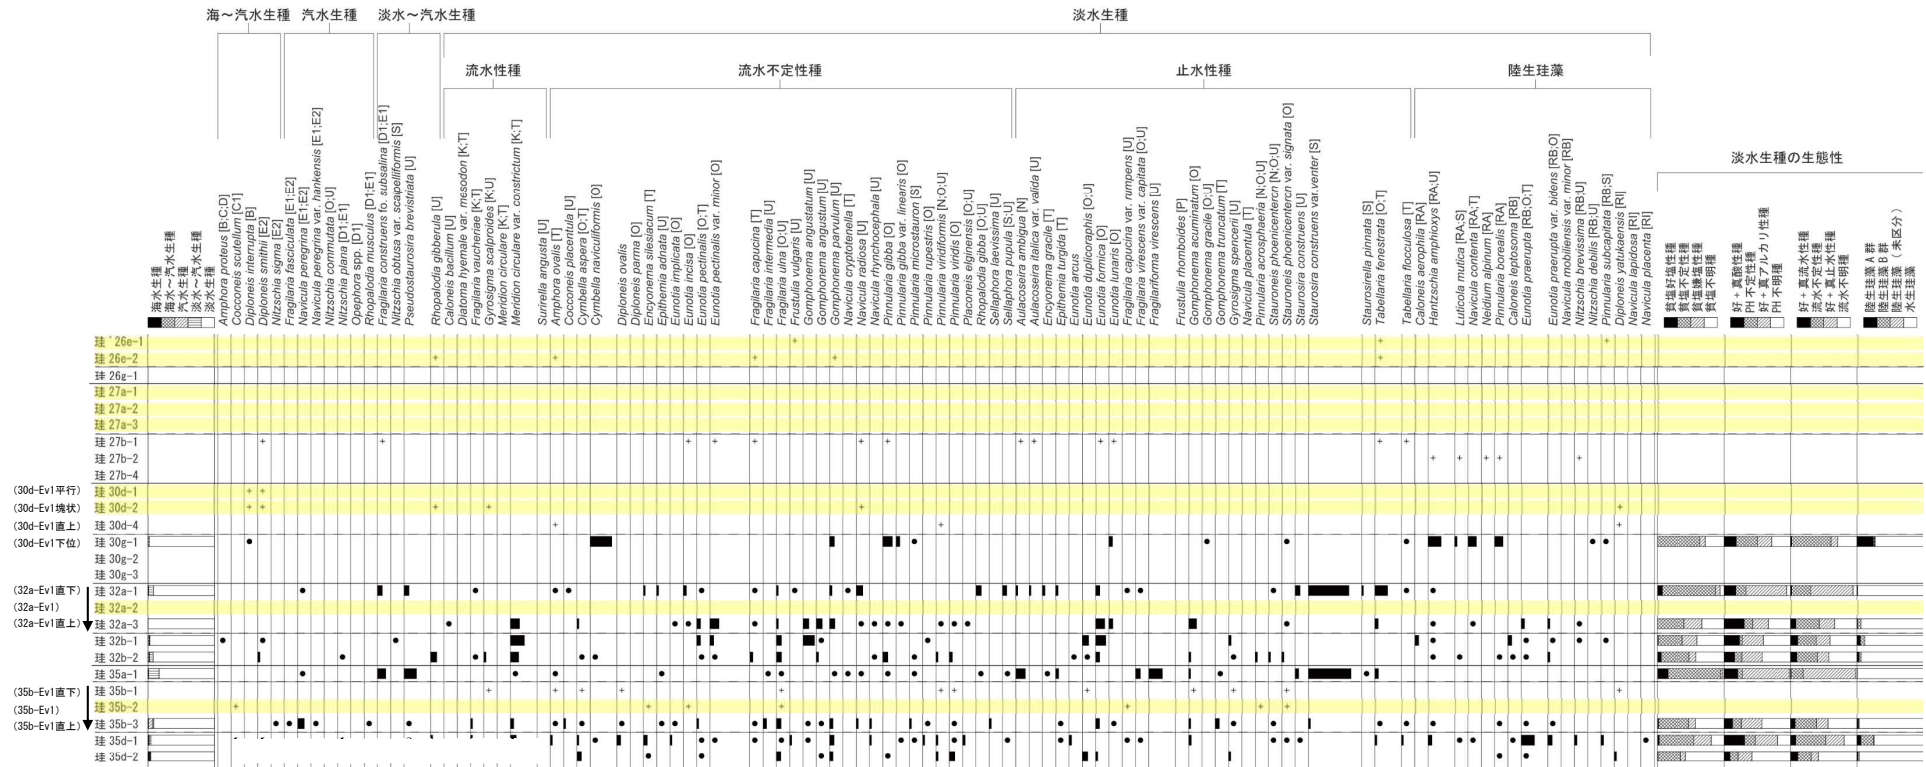 海～汽水生種 汽水生種 淡水～汽水生種 淡水生種
流水性種 流水不定性種 止水性種 陸生珪藻
淡水生種の生態性
海水生種
海水～汽水生種
汽水生種
淡水～汽水生種
淡水生種
Amphora proteus [B;C;D]
Cocconeis scutellum [C1]
Diploneis interrupta [B]
Diploneis smithii [E2]
Nitzschia sigma [E2]
Fragilaria fasciculata [E1;E2]
Navicula peregrina [E1;E2]
Navicula peregrina var. hankensis [E1;E2]
Nitzschia commutata [O;U]
Nitzschia plana [D1;E1]
Opephora spp. [D1]
Rhopalodia musculus [D1;E1]
Fragilaria construens fo. subsalina [D1;E1]
Nitzschia obtusa var. scapelliformis [S]
Pseudostaurosira brevistriata [U]
Rhopalodia gibberula [U]
Caloneis bacillum [U]
Diatoma hyemale var. mesodon [K;T]
Fragilaria vaucheriae [K;T]
Gyrosigma scalproides [K;U]
Meridion circulare [K;T]
Meridion circulare var. constrictum [K;T]
Surirella angusta [U]
Amphora ovalis [T]
Cocconeis placentula [U]
Cymbella aspera [O;T]
Cymbella naviculiformis [O]
Diploneis ovalis
Diploneis parma [O]
Encyonema silesiacum [T]
Epithemia adnata [U]
Eunotia implicata [O]
Eunotia incisa [O]
Eunotia pectinalis [O;T]
Eunotia pectinalis var. minor [O]
Fragilaria capucina [T]
Fragilaria intermedia [U]
Fragilaria ulna [O-U]
Frustulia vulgaris [U]
Gomphonema angustatum [U]
Gomphonema angustum [U]
Gomphonema parvulum [U]
Navicula cryptotenella [T]
Navicula radiosa [U]
Navicula rhynchocephala [U]
Pinnularia gibba [O]
Pinnularia gibba var. linearis [O]
Pinnularia microstauron [S]
Pinnularia rupestris [O]
Pinnularia viridiformis [N;O;U]
Pinnularia viridis [O]
Placoneis elginensis [O;U]
Rhopalodia gibba [O;U]
Sellaphora laevissima [U]
Sellaphora pupula [S;U]
Aulacoseira ambigua [N]
Aulacoseira italica var. valida [U]
Encyonema gracile [T]
Epithemia turgida [T]
Eunotia arcus
Eunotia duplicoraphis [O;U]
Eunotia formica [O]
Eunotia lunaris [O]
Fragilaria capucina var. rumpens [U]
Fragilaria virescens var. capitata [O;U]
Fragilariforma virescens [U]
Frustulia rhomboides [P]
Gomphonema acuminatum [O]
Gomphonema gracile [O;U]
Gomphonema truncatum [T]
Gyrosigma spencerii [U]
Navicula placentula [T]
Pinnularia acrosphaeria [N;O;U]
Stauroneis phoenicentercn [N;O;U]
Stauroneis phoenicentercn var. signata [O]
Staurosira construens [U]
Staurosira construens var.venter [S]
Staurosirella pinnata [S]
Tabellaria fenestrata [O;T]
Tabellaria flocculosa [T]
Caloneis aerophila [RA]
Hantzschia amphioxys [RA;U]
Luticola mutica [RA;S]
Navicula contenta [RA;T]
Neidium alpinum [RA]
Pinnularia borealis [RA]
Caloneis leptosoma [RB]
Eunotia praerupta [RB;O;T]
Eunotia praerupta var. bidens [RB;O]
Navicula mobiliensis var. minor [RB]
Nitzschia brevissima [RB;U]
Nitzschia debilis [RB;U]
Pinnularia subcapitata [RB;S]
Diploneis yatukaensis [RI]
Navicula lapidosa [RI]
Navicula placenta [RI]
貧塩好塩性種
貧塩不定性種
貧塩嫌塩性種
貧塩不明種
好＋真酸性種
PH不定性種
好＋真アルカリ性種
PH不明種
好＋真流水性種
流水不定性種
好＋真止水性種
流水不明種
陸生珪藻A群
陸生珪藻B群
陸生珪藻（未区分）
水生珪藻
珪 26e-1
珪 26e-2
珪 26g-1
珪 27a-1
珪 27a-2
珪 27a-3
珪 27b-1
珪 27b-2
珪 27b-4
(30d-Ev1平行) 珪 30d-1
(30d-Ev1塊状) 珪 30d-2
(30d-Ev1直上) 珪 30d-4
(30d-Ev1下位) 珪 30g-1
珪 30g-2
珪 30g-3
(32a-Ev1直下) 珪 32a-1
(32a-Ev1) 珪 32a-2
(32a-Ev1直上) 珪 32a-3
珪 32b-1
珪 32b-2
珪 35a-1
(35b-Ev1直下) 珪 35b-1
(35b-Ev1) 珪 35b-2
(35b-Ev1直上) 珪 35b-3
珪 35d-1
珪 35d-2